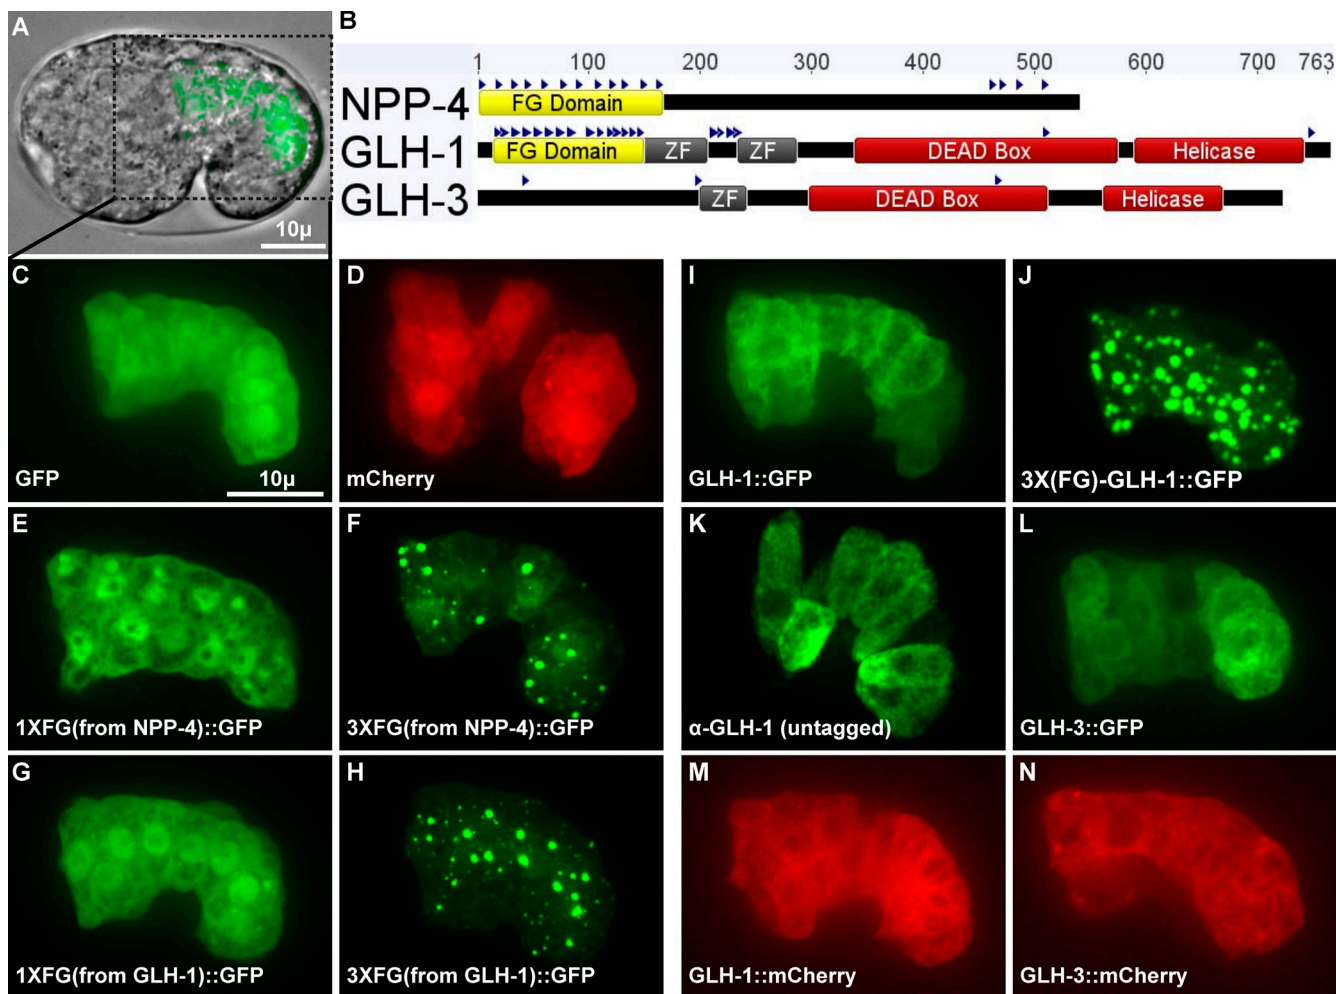 A
10µ
B
1 100 200 300 400 500 600 700 763
NPP-4 FG Domain
GLH-1 FG Domain ZF ZF DEAD Box Helicase
GLH-3 ZF DEAD Box Helicase
C
GFP
10µ
D
mCherry
I
GLH-1::GFP
J
3X(FG)-GLH-1::GFP
E
1XFG(from NPP-4)::GFP
F
3XFG(from NPP-4)::GFP
K
α-GLH-1 (untagged)
L
GLH-3::GFP
G
1XFG(from GLH-1)::GFP
H
3XFG(from GLH-1)::GFP
M
GLH-1::mCherry
N
GLH-3::mCherry